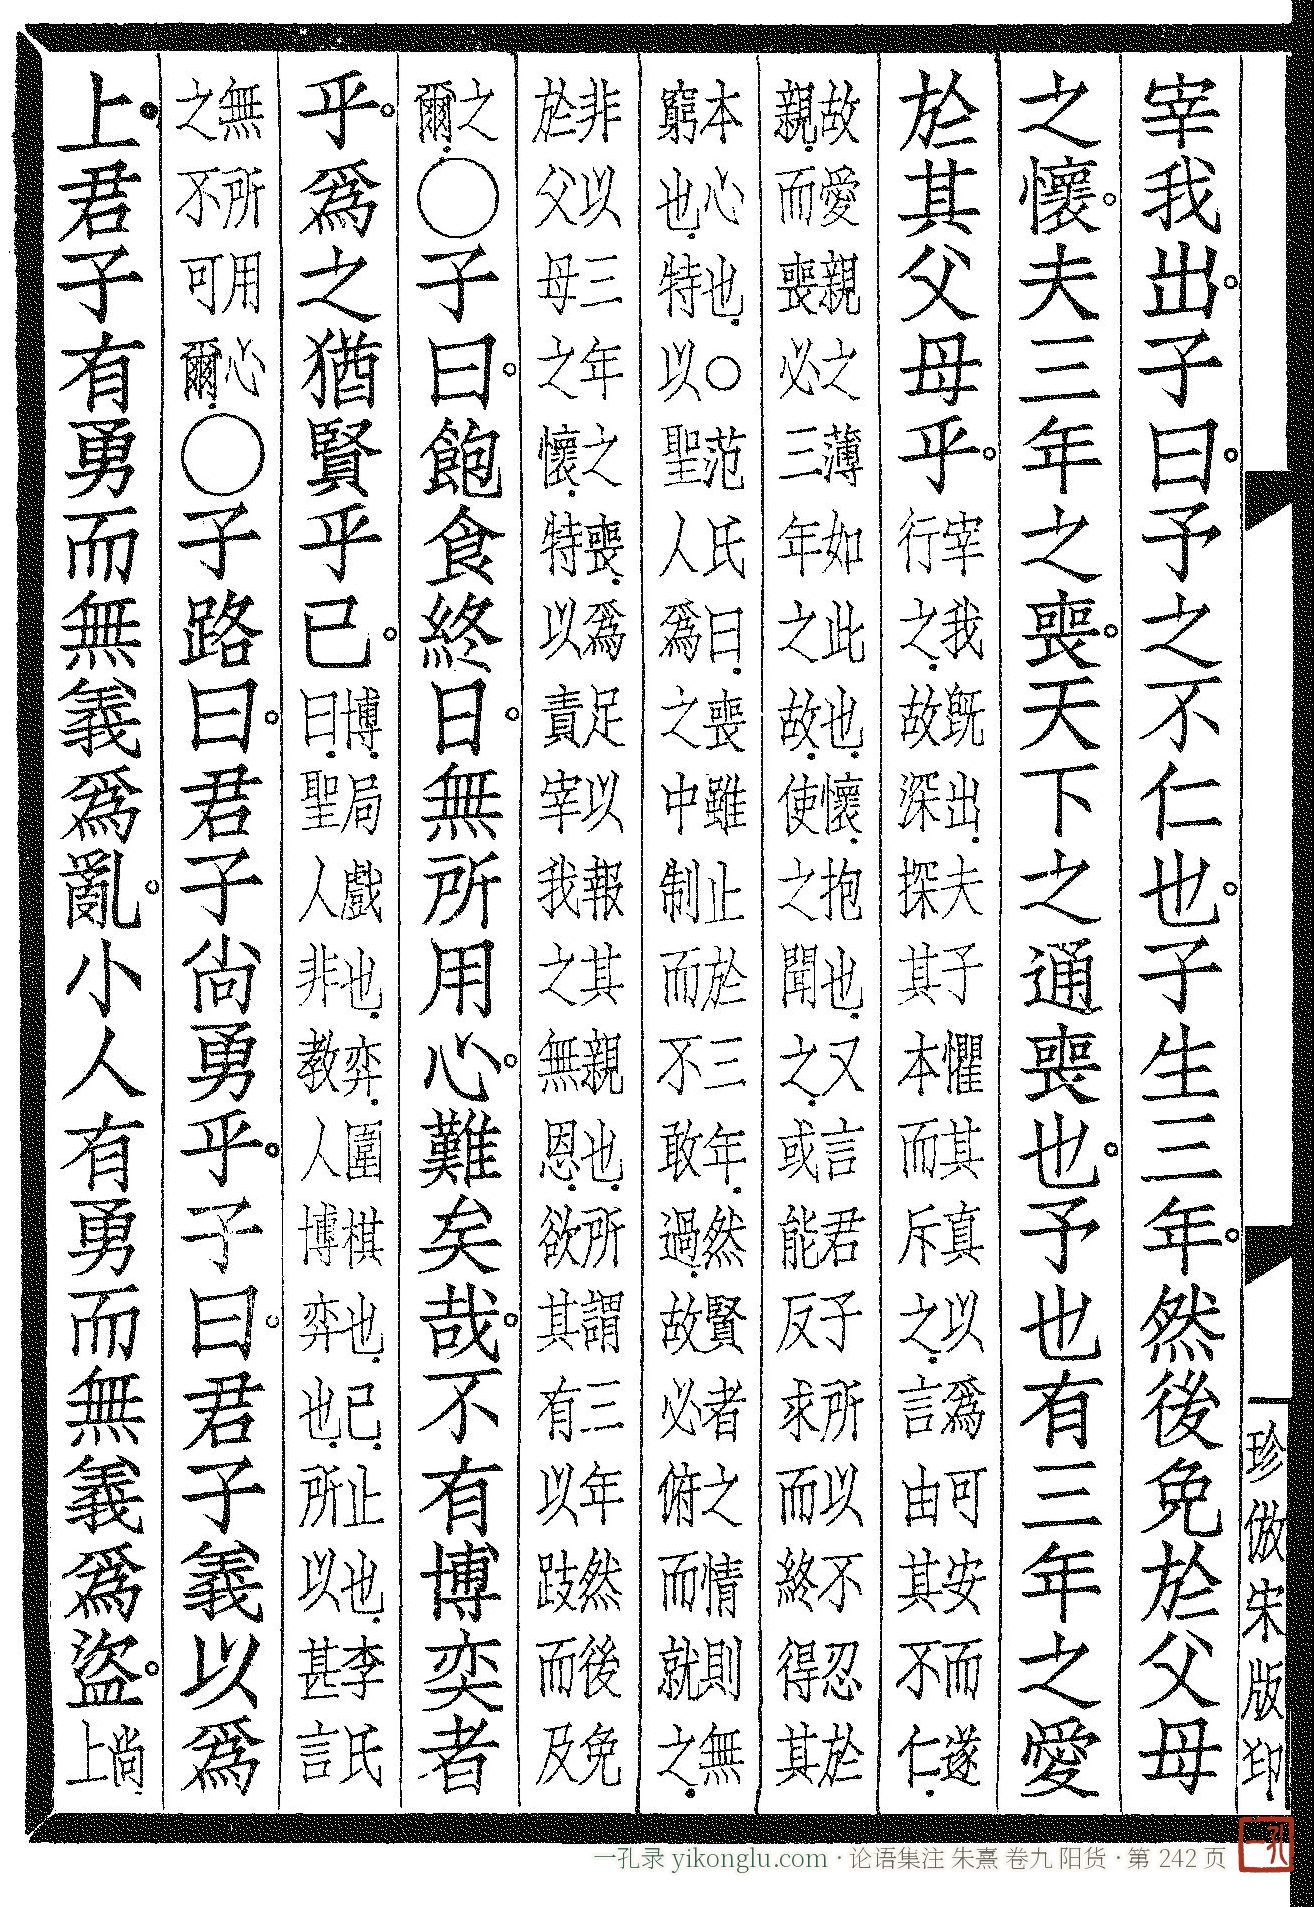 宰我出。子曰。予之不仁也。子生三年。然後免於父母
之懷。夫三年之喪。天下之通喪也。予也有三年之愛
於其父母乎。
宰我既出.夫子懼其真以爲可安而遂
行之.故深探其本而斥之.言由其不仁.
故愛親之薄如此也.懷.抱也.又言君子所以不忍於
親.而喪必三年之故.使之聞之.或能反求而終得其
本心也.○范氏曰.喪雖止於三年.然賢者之情則無
窮也.特以聖人爲之中制而不敢過.故必俯而就之.
非以三年之喪.爲足以報其親也.所謂三年然後免
於父母之懷.特以責宰我之無恩.欲其有以跂而及
之
爾.
○子曰。飽食終日。無所用心。難矣哉。不有博奕者
乎。爲之猶賢乎已。
博.局戲也.弈.圍棋也.已.止也.李氏
曰.聖人非教人博弈也.所以甚言
無所用心
之不可爾.
○子路曰。君子尚勇乎。子曰。君子義以爲
上。君子有勇而無義爲亂。小人有勇而無義爲盜。
尚.
上
珍倣宋版印
一孔录 yikonglu.com · 论语集注 朱熹 卷九 阳货 · 第 242 页
一孔